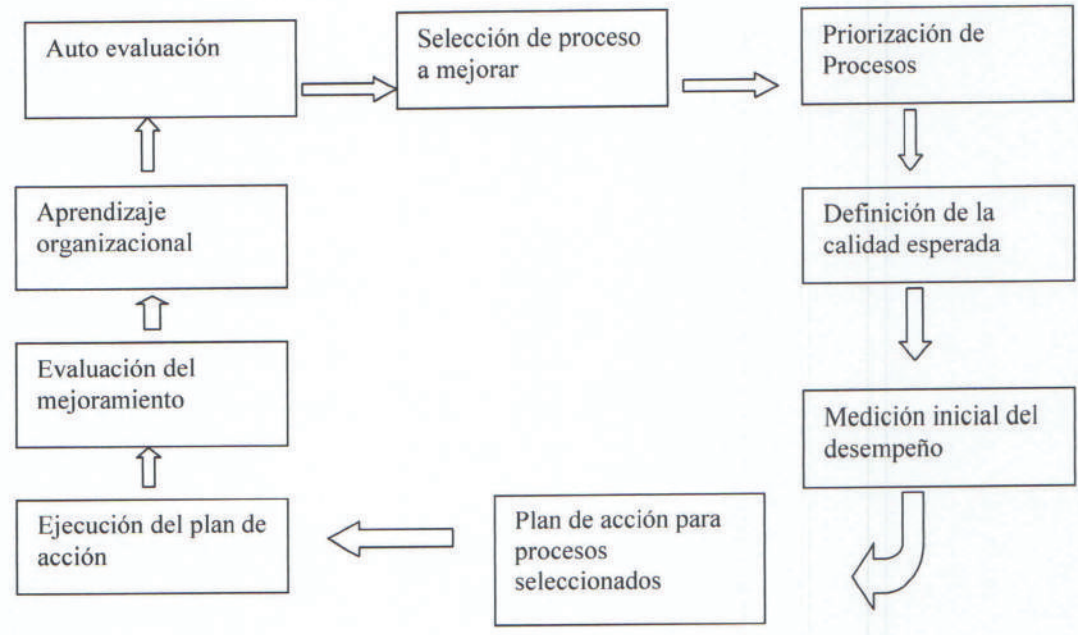 Auto evaluación
Selección de proceso
a mejorar
Priorización de
Procesos
Definición de la
calidad esperada
Medición inicial del
desempeño
Plan de acción para
procesos
seleccionados
Ejecución del plan de
acción
Evaluación del
mejoramiento
Aprendizaje
organizacional